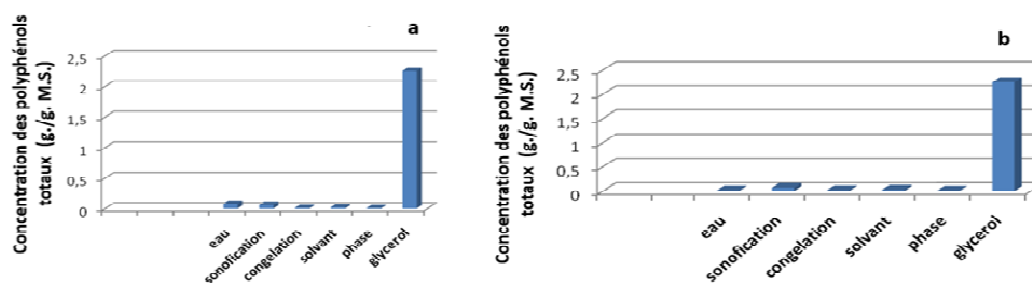 a
Concentration des polyphénols
totaux (g./g. M.S.)
2,5
2
1,5
1
0,5
0
eau
sonofication
congelation
solvant
phase
glycerol
b
Concentration des polyphénols
totaux (g./g. M.S.)
2,5
2
1,5
1
0,5
0
eau
sonofication
congelation
solvant
phase
glycerol